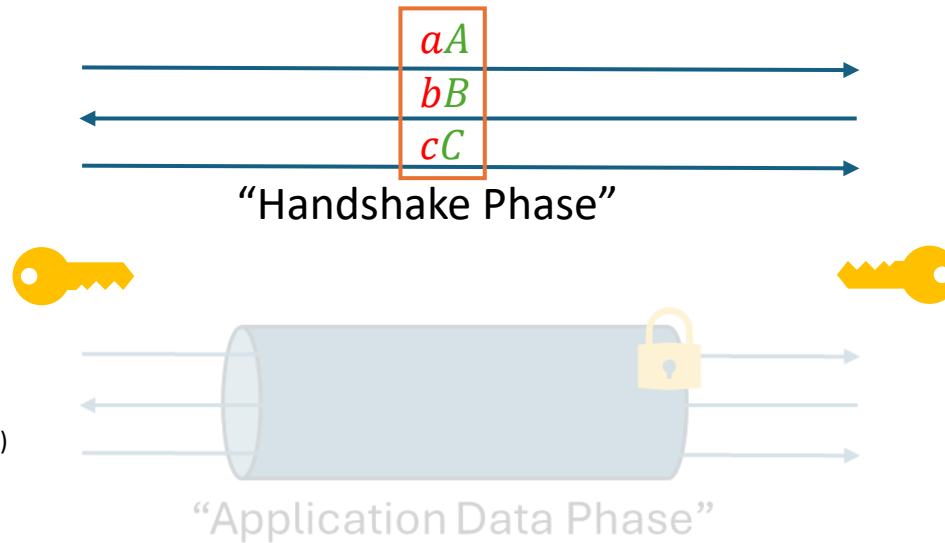 aA
bB
cC
“Handshake Phase”
)
“Application Data Phase”